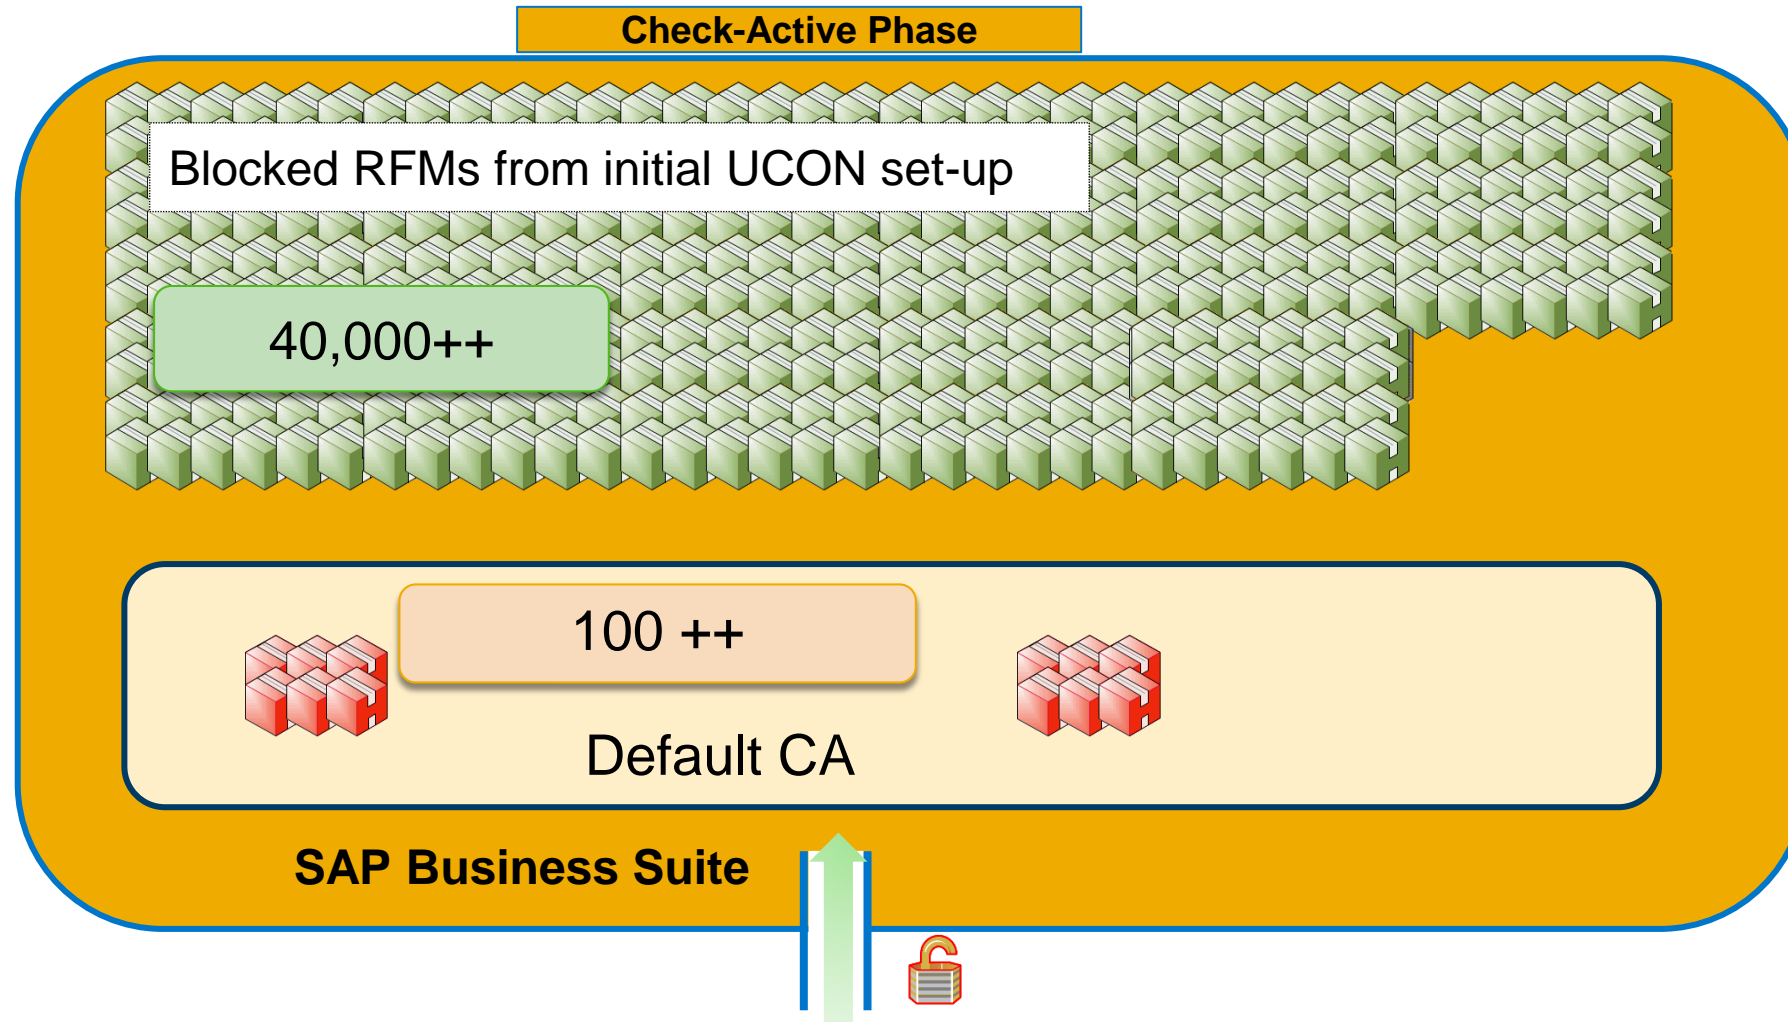 Check-Active Phase
Blocked RFMs from initial UCON set-up
40,000++
100 ++
Default CA
SAP Business Suite